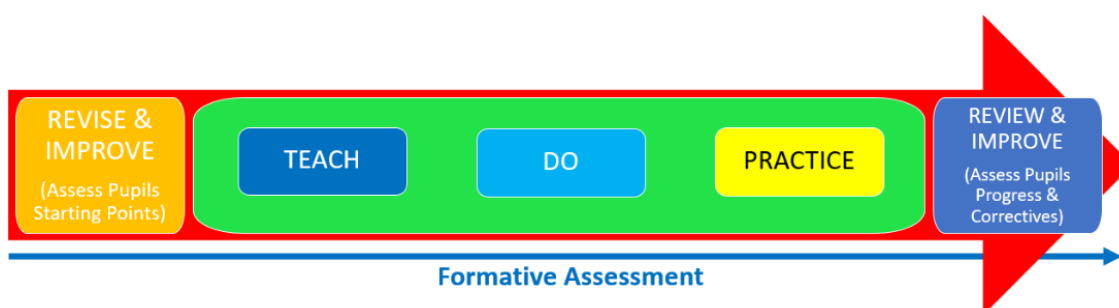 REVISE &
IMPROVE
(Assess Pupils
Starting Points)
TEACH
DO
PRACTICE
REVIEW &
IMPROVE
(Assess Pupils
Progress &
Correctives)
Formative Assessment